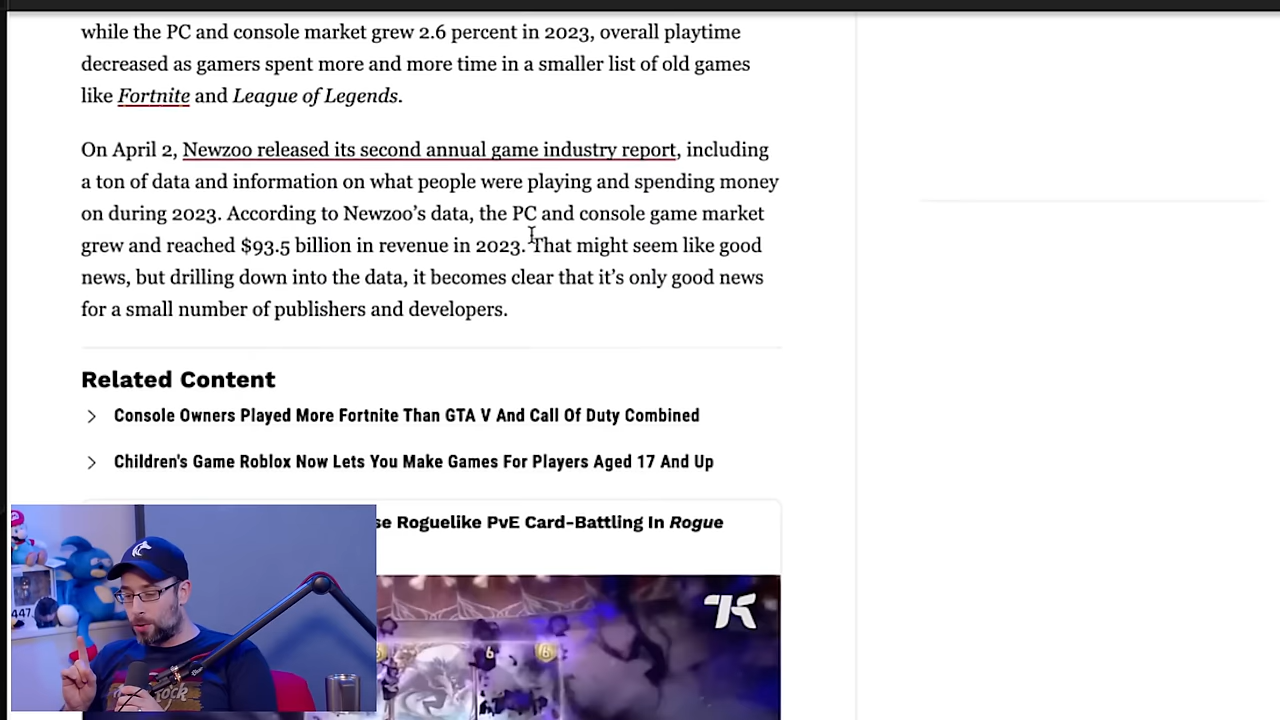 while the PC and console market grew 2.6 percent in 2023, overall playtime
decreased as gamers spent more and more time in a smaller list of old games
like Fortnite and League of Legends.
On April 2, Newzoo released its second annual game industry report, including
a ton of data and information on what people were playing and spending money
on during 2023. According to Newzoo’s data, the PC and console game market
grew and reached $93.5 billion in revenue in 2023. That might seem like good
news, but drilling down into the data, it becomes clear that it’s only good news
for a small number of publishers and developers.
Related Content
Console Owners Played More Fortnite Than GTA V And Call Of Duty Combined
Children's Game Roblox Now Lets You Make Games For Players Aged 17 And Up
se Roguelike PvE Card-Battling In Rogue
447
6